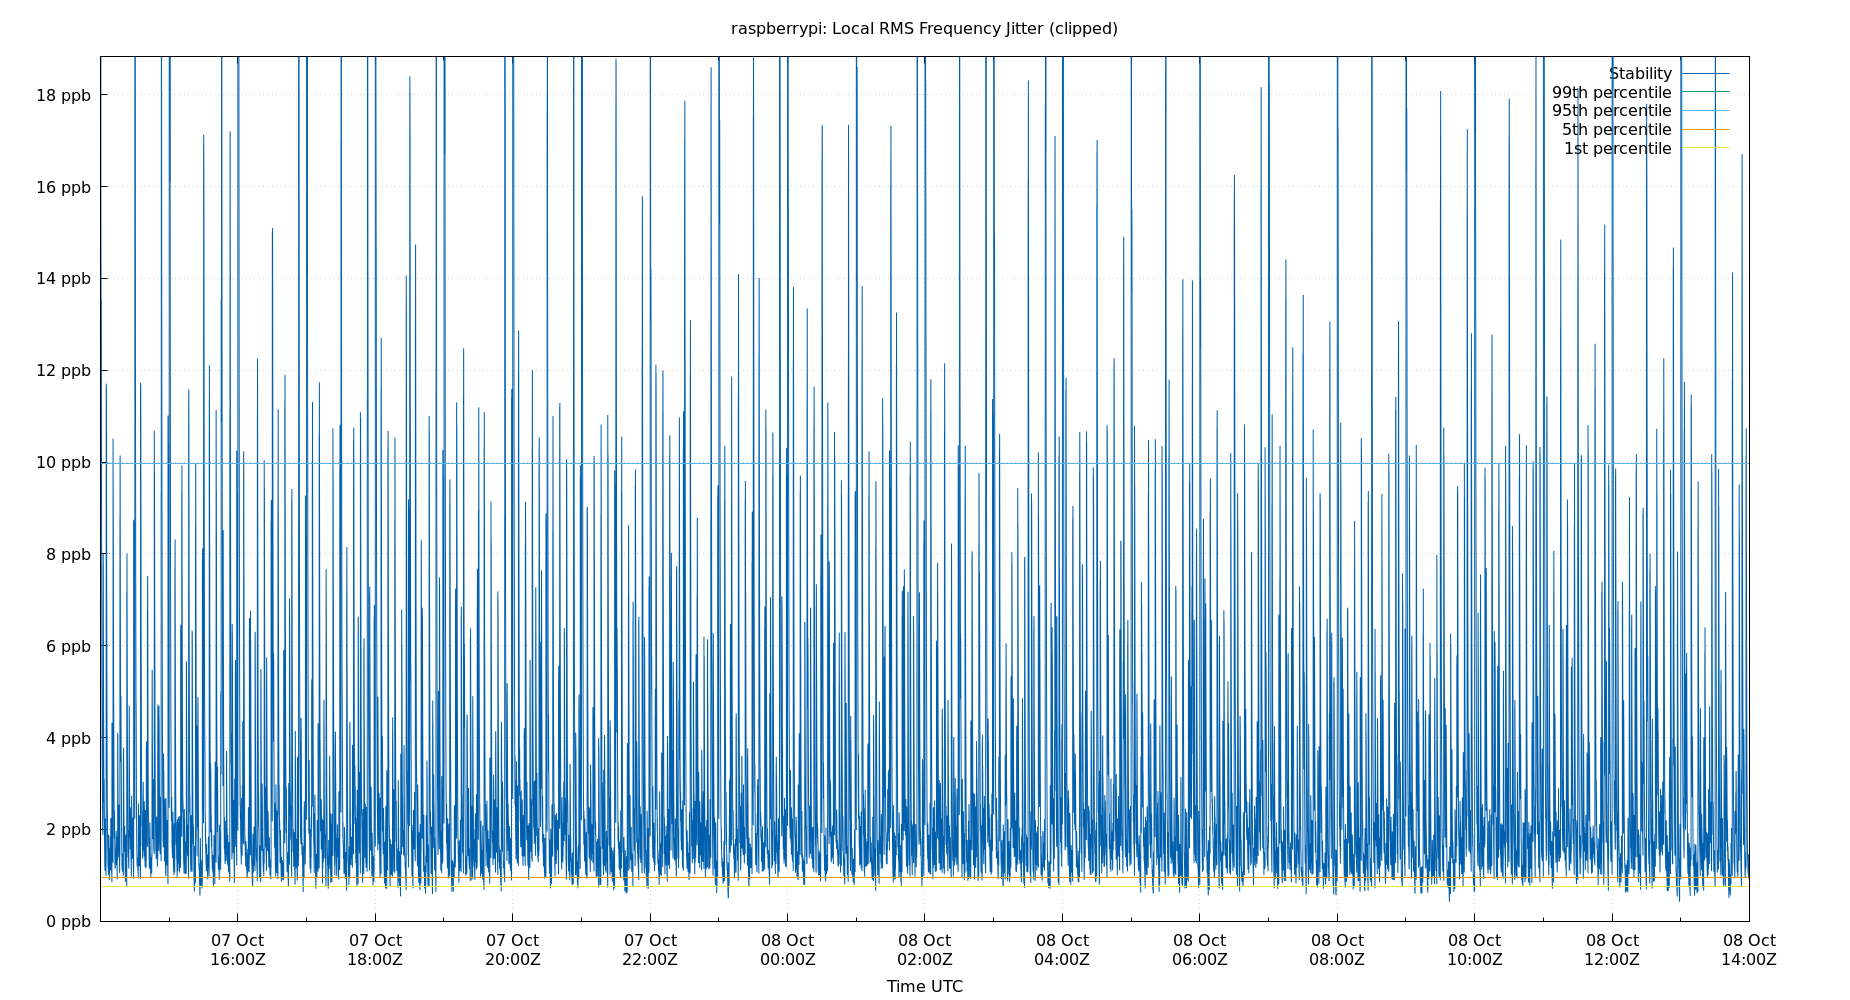 raspberrypi: Local RMS Frequency Jitter (clipped)
Stability
99th percentile
95th percentile
5th percentile
1st percentile
18 ppb
16 ppb
14 ppb
12 ppb
10 ppb
8 ppb
6 ppb
4 ppb
2 ppb
0 ppb
07 Oct 07 Oct 07 Oct 07 Oct 08 Oct 08 Oct 08 Oct 08 Oct 08 Oct 08 Oct 08 Oct 08 Oct
16:00Z 18:00Z 20:00Z 22:00Z 00:00Z 02:00Z 04:00Z 06:00Z 08:00Z 10:00Z 12:00Z 14:00Z
Time UTC